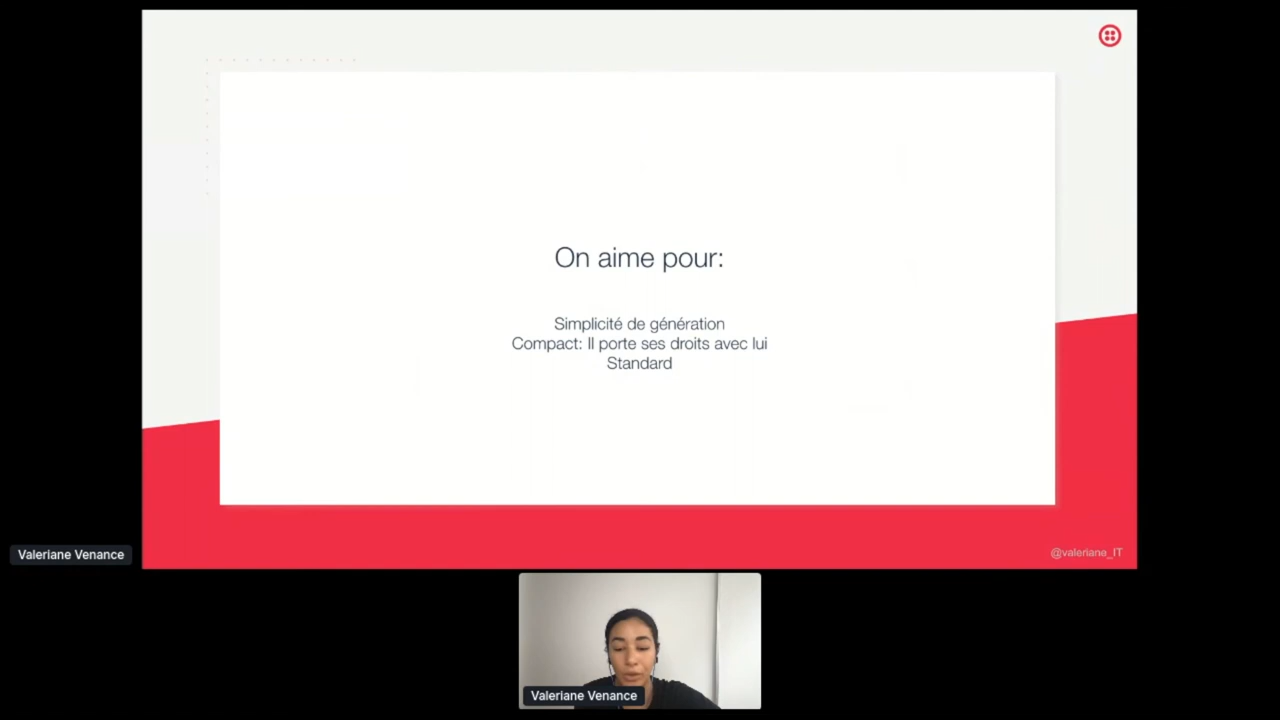 On aime pour:
Simplicité de génération
Compact: Il porte ses droits avec lui
Standard
@valeriane_IT
Valeriane Venance
Valeriane Venance